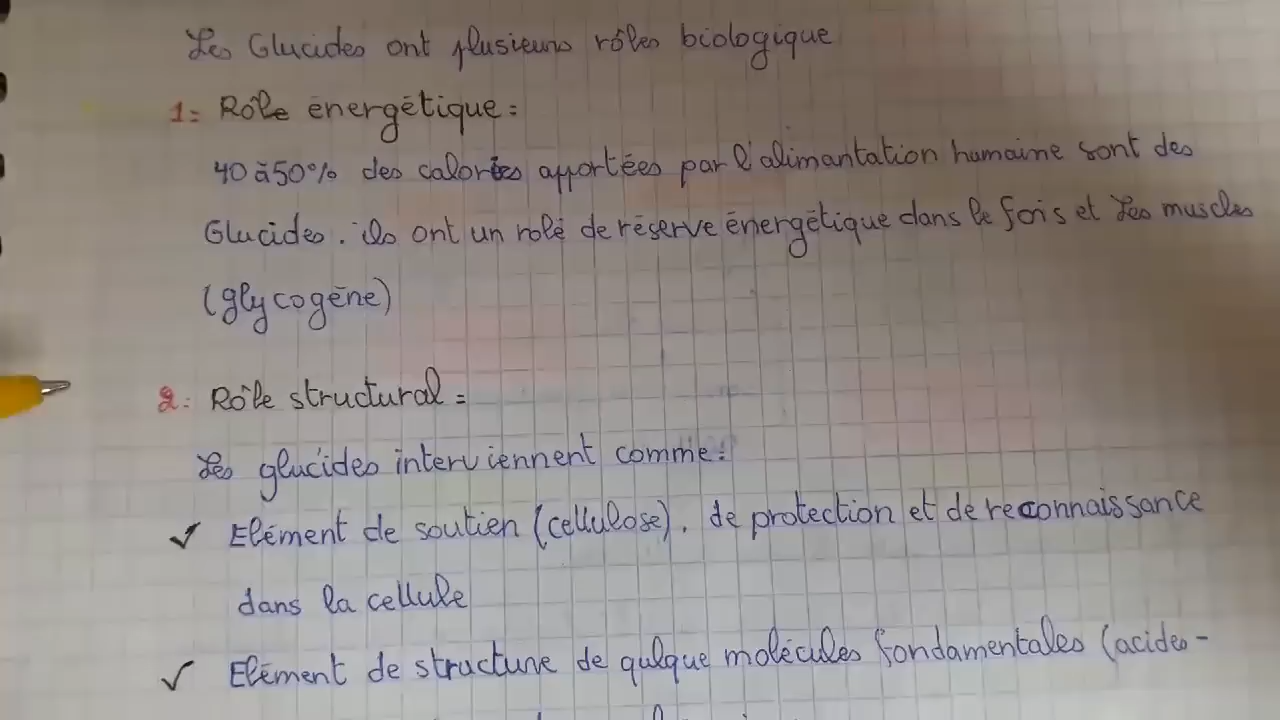 Les Glucides ont plusieurs rôles biologique
1: Rôle énergétique:
40 à 50% des calories apportées par l'alimantation humaine sont des
Glucides. ils ont un rolé de réserve énergétique dans le fois et les muscles
(glycogène)
2: Rôle structural:
Les glucides interviennent comme:
✓ Elément de soutien (cellulose), de protection et de reconnaissance
dans la cellule
✓ Elément de structure de qulque molécules fondamentales (acides-